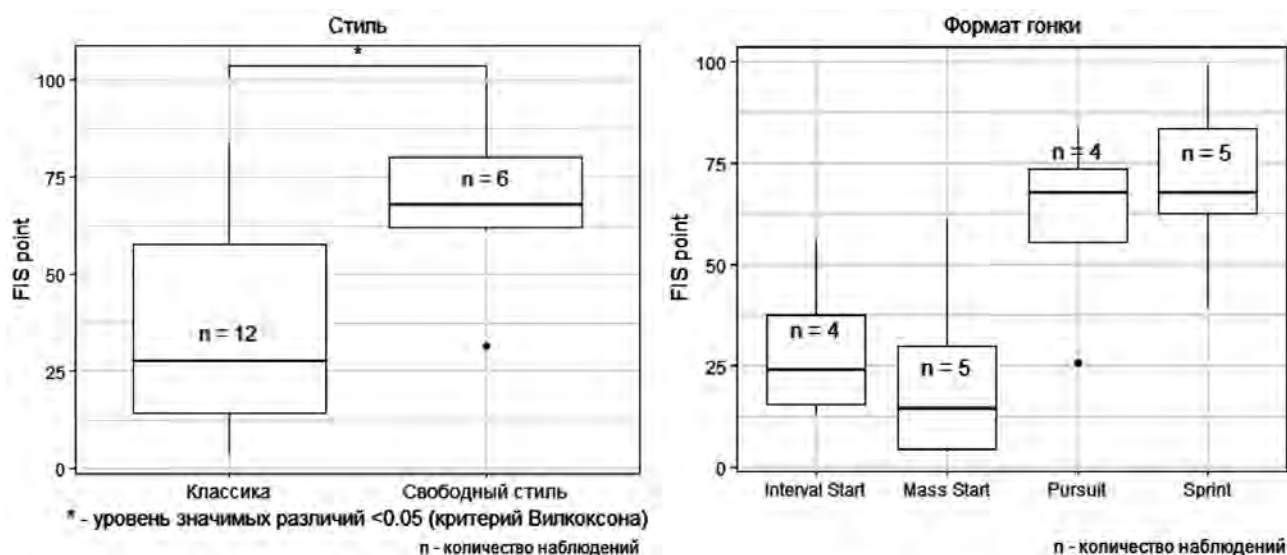 Стиль
*
100
75
50
25
0
FIS point
n = 12
n = 6
Классика
Свободный стиль
* - уровень значимых различий <0.05 (критерий Вилкоксона)
n - количество наблюдений
Формат гонки
100
75
50
25
0
FIS point
n = 4
n = 5
n = 4
n = 5
Interval Start
Mass Start
Pursuit
Sprint
n - количество наблюдений